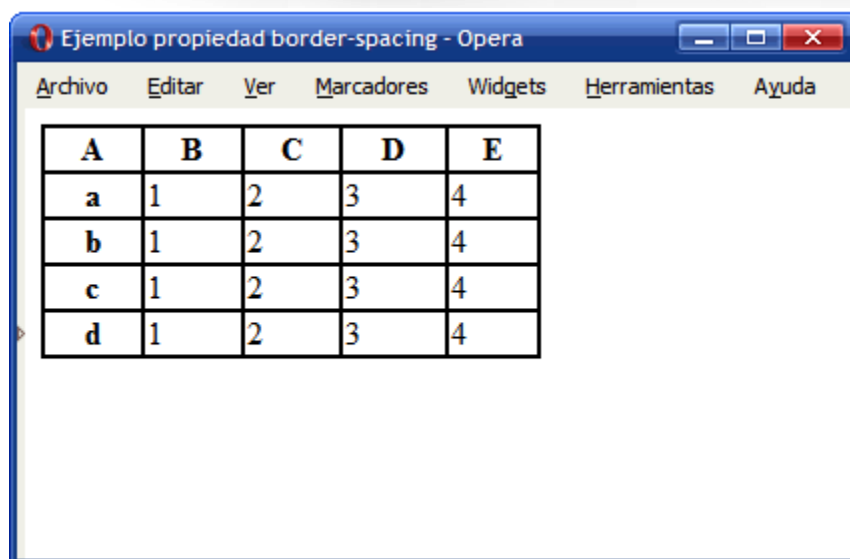 Ejemplo propiedad border-spacing - Opera
Archivo Editar Ver Marcadores Widgets Herramientas Ayuda
A B C D E
a 1 2 3 4
b 1 2 3 4
c 1 2 3 4
d 1 2 3 4